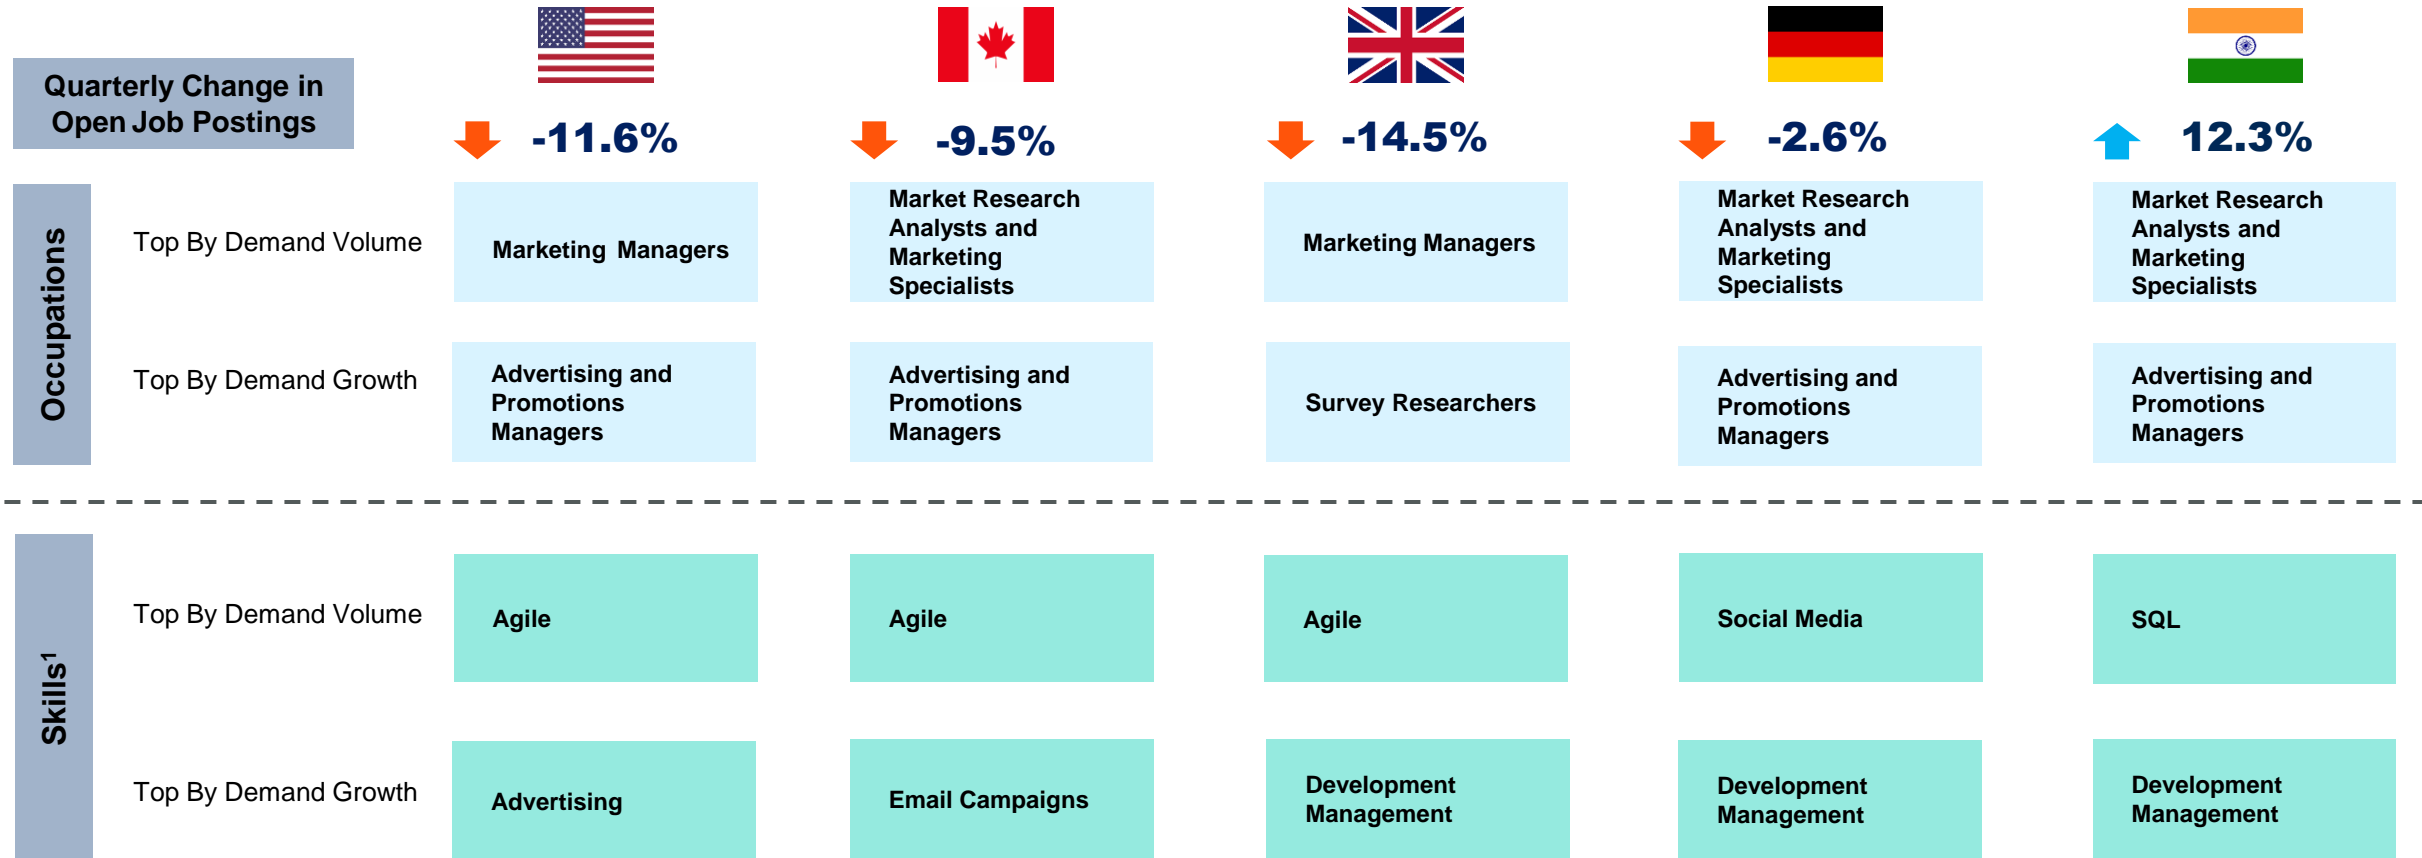 Quarterly Change in
Open Job Postings
-11.6%
-9.5%
-14.5%
-2.6%
12.3%
Occupations
Top By Demand Volume
Marketing Managers
Market Research
Analysts and
Marketing
Specialists
Marketing Managers
Market Research
Analysts and
Marketing
Specialists
Market Research
Analysts and
Marketing
Specialists
Top By Demand Growth
Advertising and
Promotions
Managers
Advertising and
Promotions
Managers
Survey Researchers
Advertising and
Promotions
Managers
Advertising and
Promotions
Managers
Skills¹
Top By Demand Volume
Agile
Agile
Agile
Social Media
SQL
Top By Demand Growth
Advertising
Email Campaigns
Development
Management
Development
Management
Development
Management